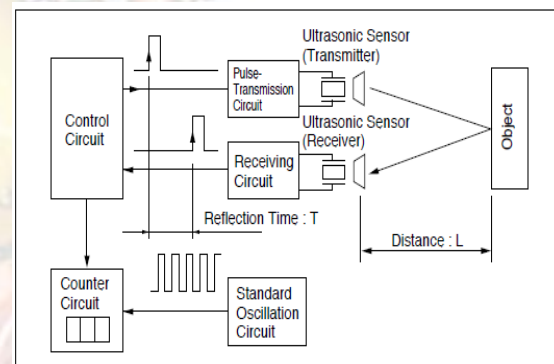 Ultrasonic Sensor
(Transmitter)
Pulse-
Transmission
Circuit
Control
Circuit
Ultrasonic Sensor
(Receiver)
Receiving
Circuit
Object
Reflection Time : T
Distance : L
Counter
Circuit
Standard
Oscillation
Circuit